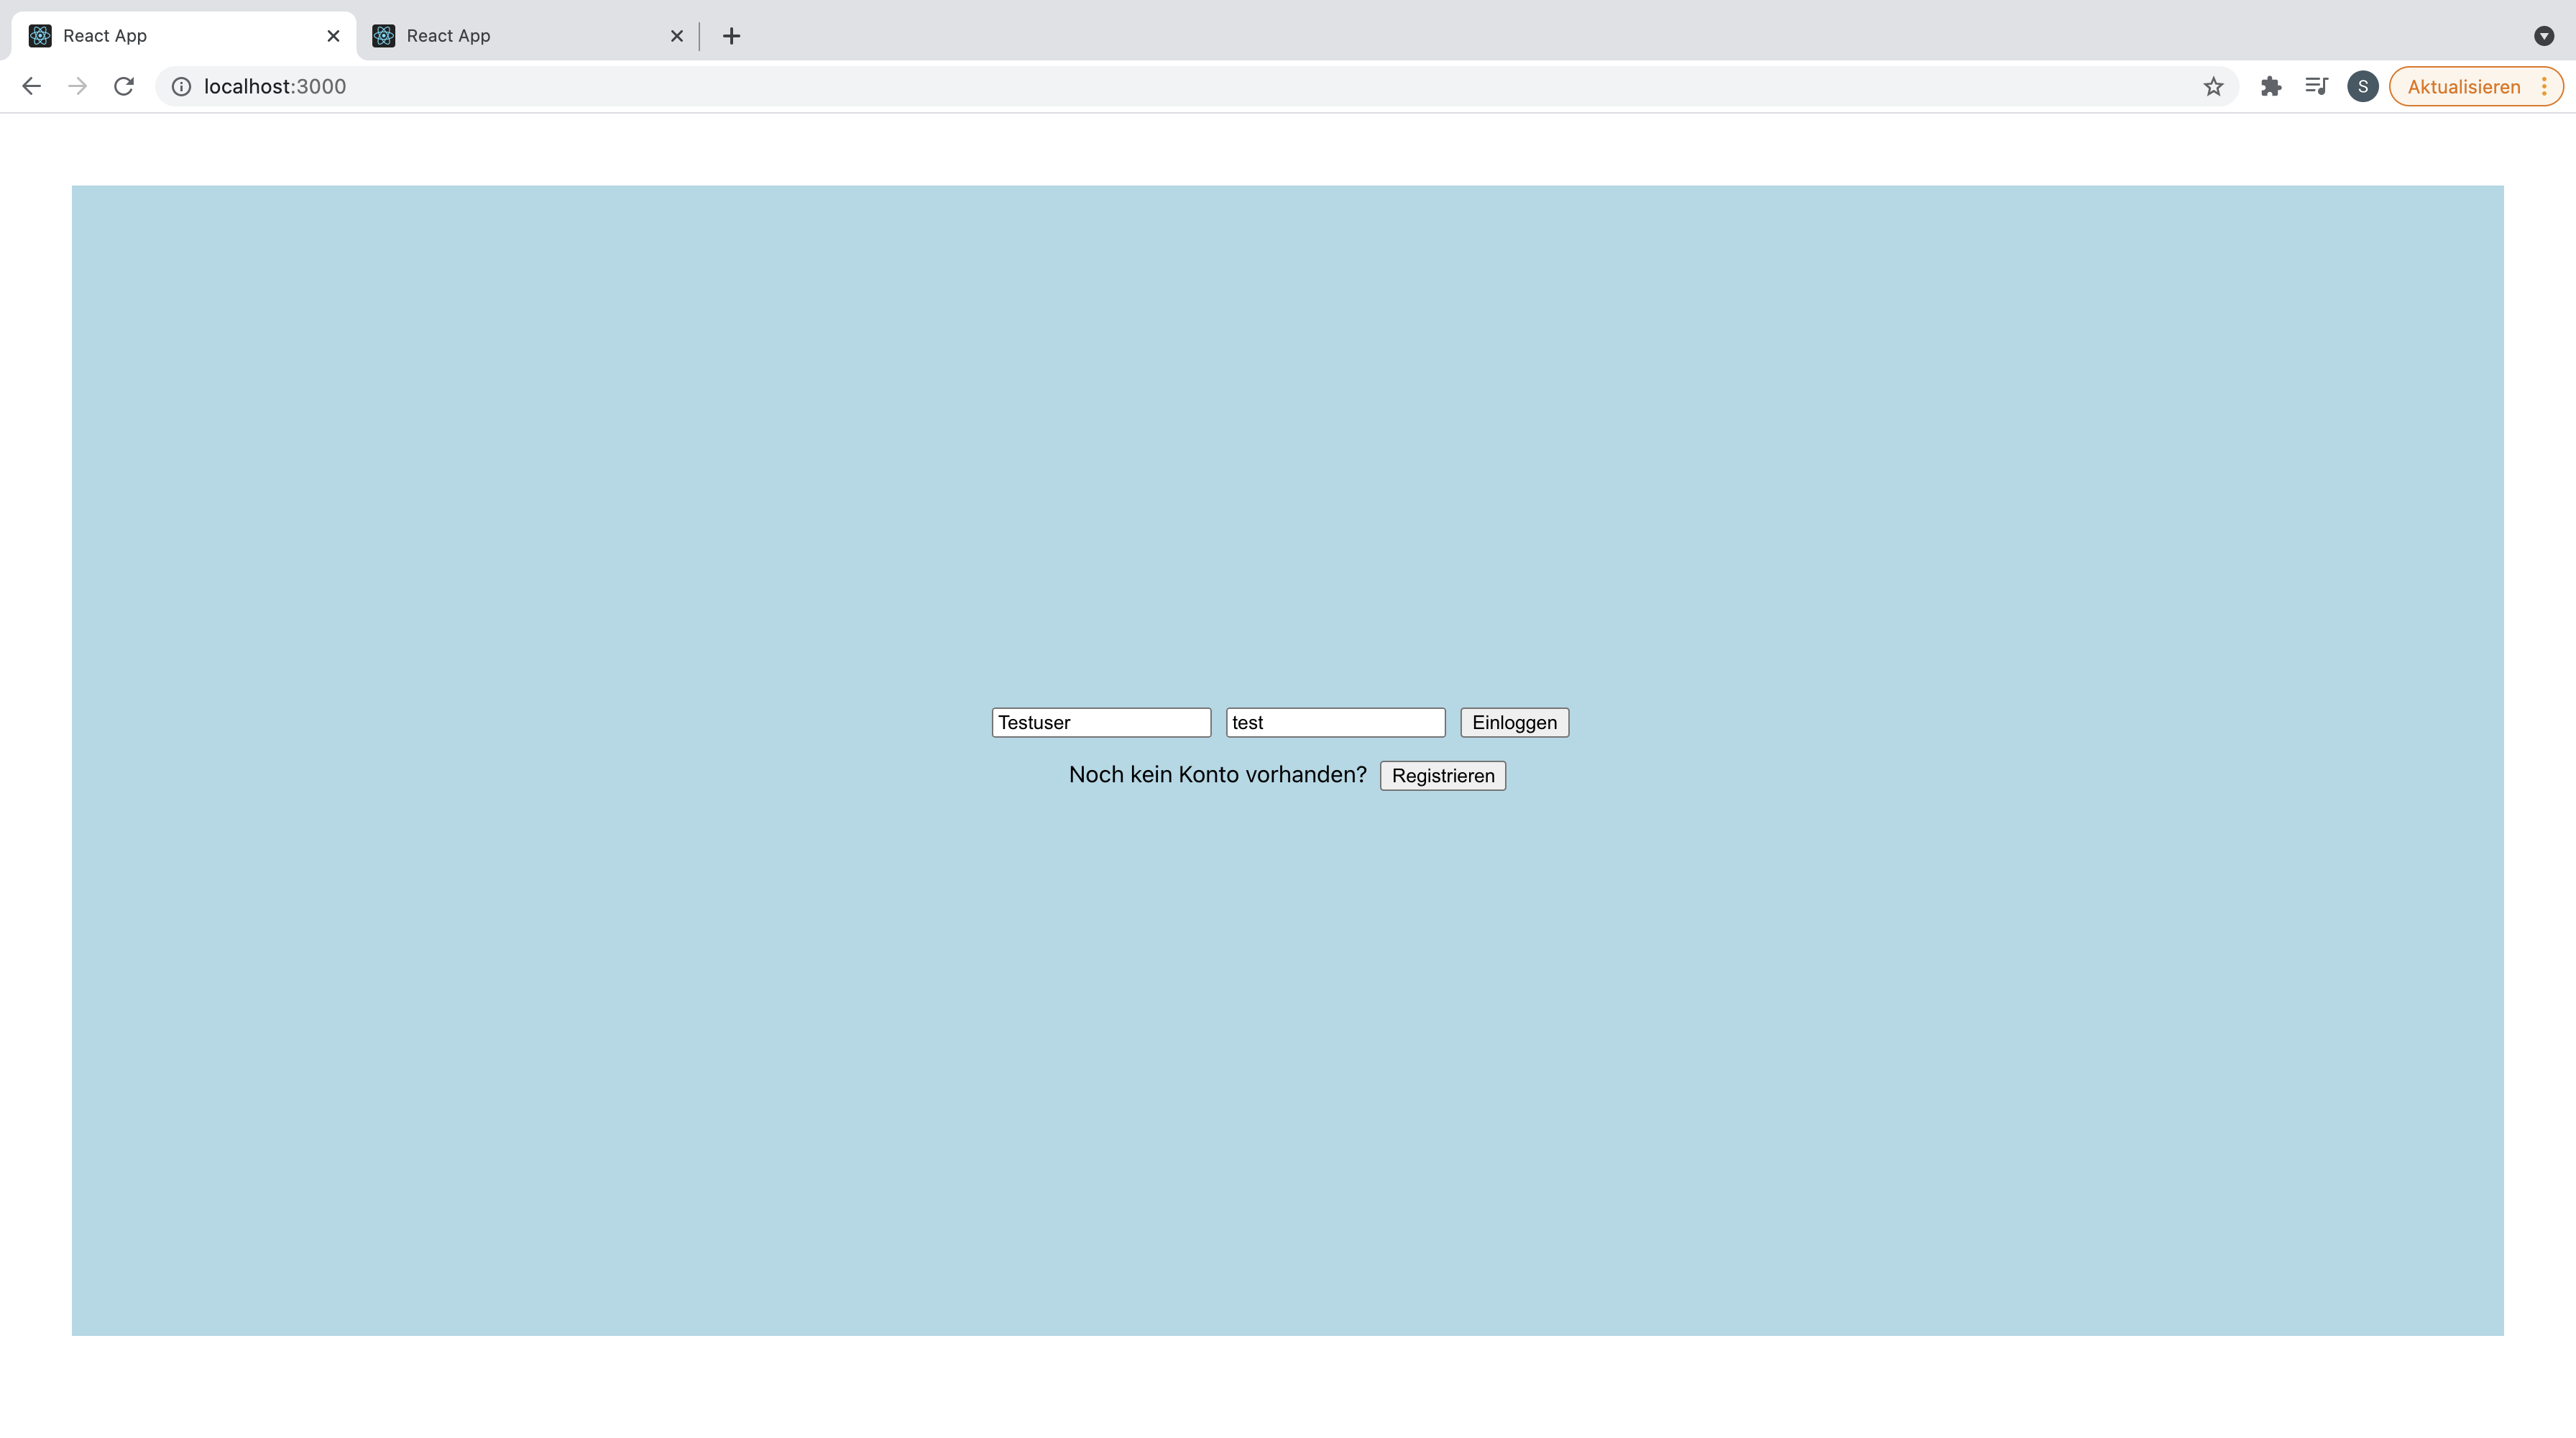 React App
React App
localhost:3000
S
Aktualisieren
Testuser
test
Einloggen
Noch kein Konto vorhanden?
Registrieren